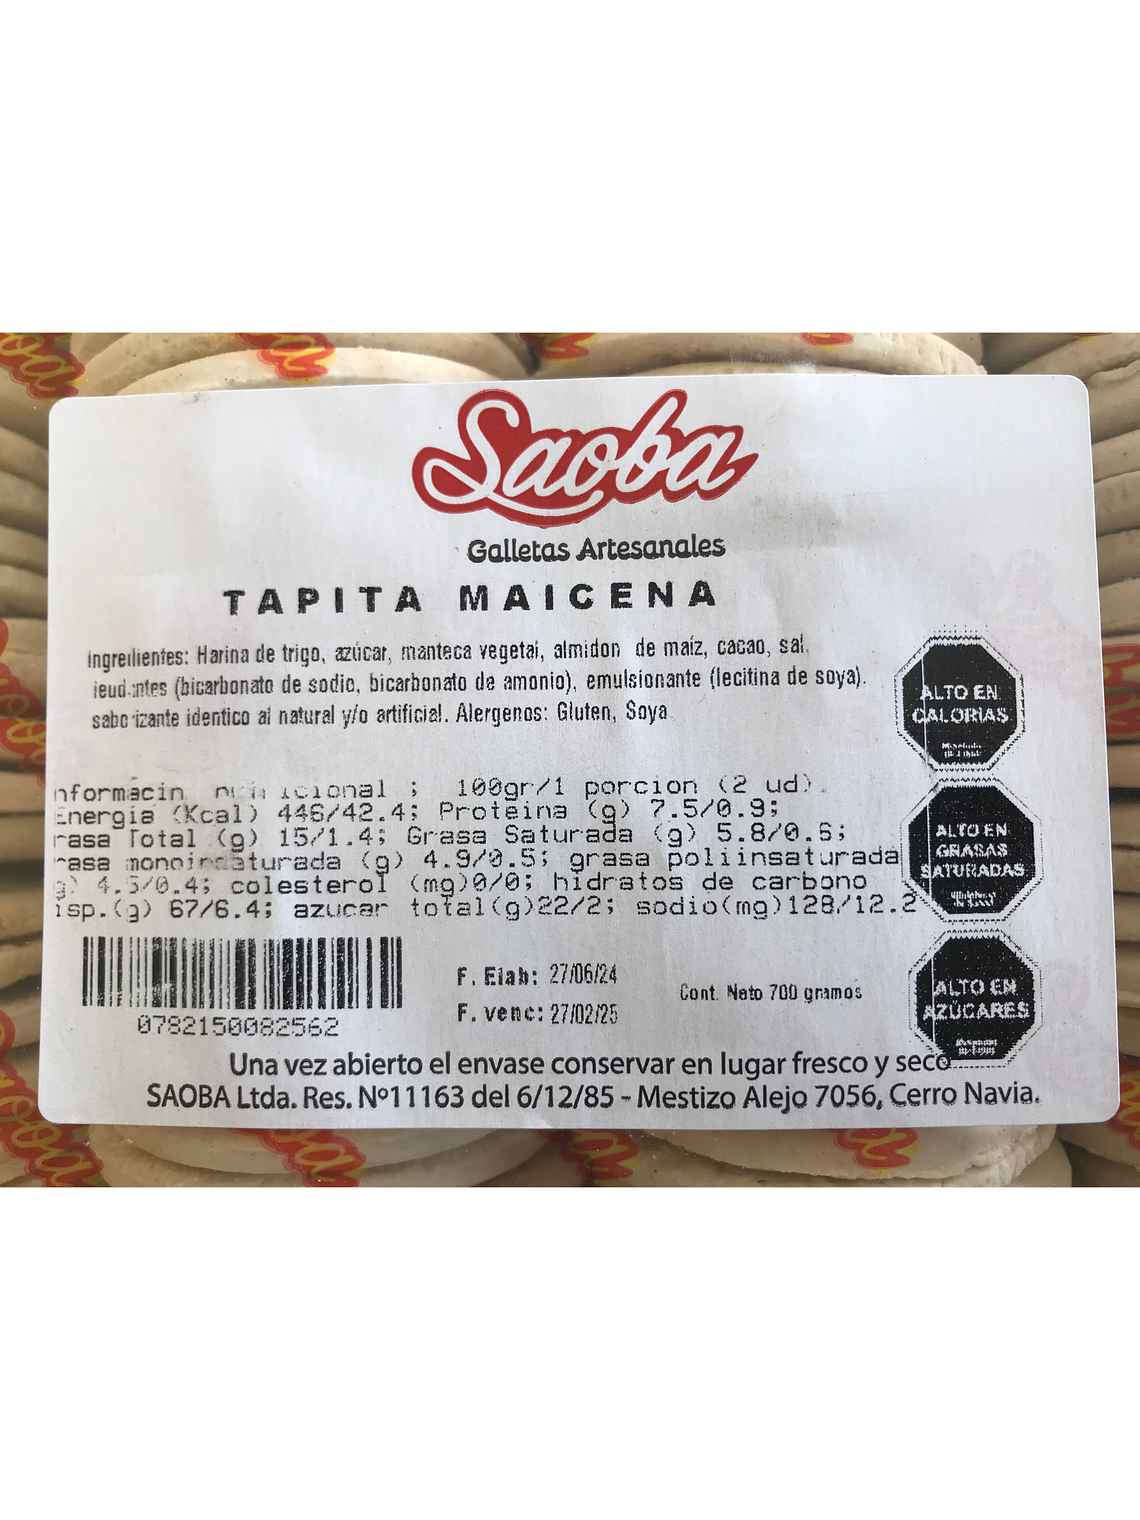 Saoba
Galletas Artesanales
TAPITA MAICENA
Ingredientes: Harina de trigo, azúcar, manteca vegetal, almidon de maíz, cacao, sal.
(bicarbonato de sodio, bicarbonato de amonio), emulsionante (lecitina de soya).
saborizante identico al natural y/o artificial. Alergenos: Gluten, Soya
nformacin ; 100gr/1 porcion (2 ud).
Energia (Kcal) 446/42.4; Proteina (g) 7.5/0.9;
rasa Total (g) 15/1.4; Grasa Saturada (g) 5.8/0.6;
rasa monoinsaturada (g) 4.9/0.5; grasa poliinsaturada
g) 4.5/0.4; colesterol (mg)0/0; hidratos de carbono
isp.(g) 67/6.4; azucar total(g)22/2; sodio(mg)128/12.2
ALTO EN
CALORIAS
ALTO EN
GRASAS
SATURADAS
ALTO EN
AZÚCARES
0782150082562
F. Elab: 27/06/24
F. venc: 27/02/25
Cont. Neto 700 gramos
Una vez abierto el envase conservar en lugar fresco y seco
SAOBA Ltda. Res. Nº11163 del 6/12/85 - Mestizo Alejo 7056, Cerro Navia.